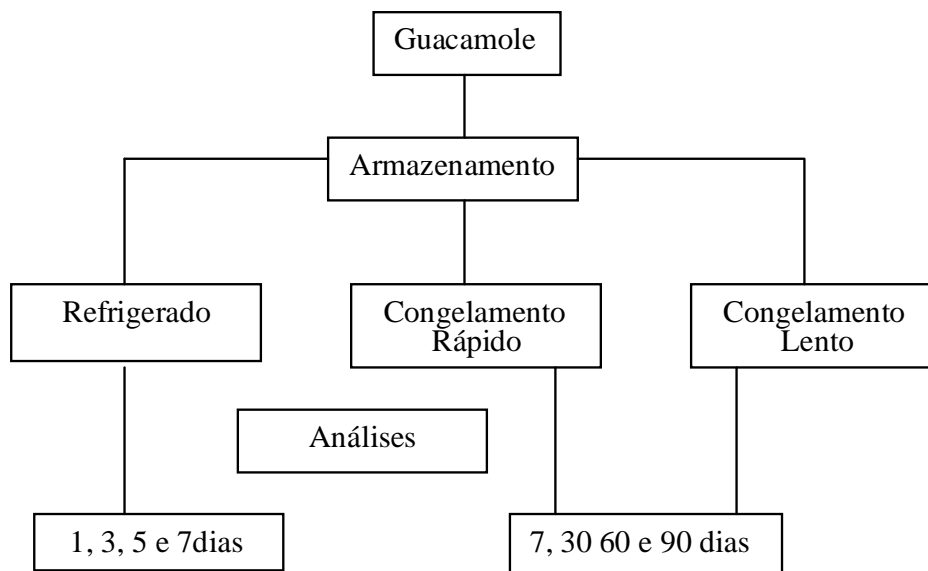 Guacamole
Armazenamento
Refrigerado
Congelamento
Rápido
Congelamento
Lento
Análises
1, 3, 5 e 7dias
7, 30 60 e 90 dias